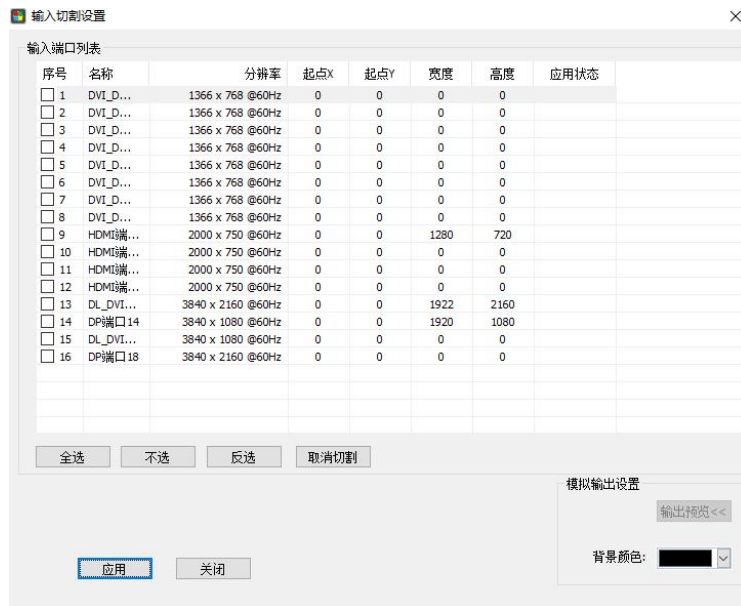 输入切割设置
输入端口列表
序号 名称 分辨率 起点X 起点Y 宽度 高度 应用状态
1 DVI_D... 1366 x 768 @60Hz 0 0 0 0
2 DVI_D... 1366 x 768 @60Hz 0 0 0 0
3 DVI_D... 1366 x 768 @60Hz 0 0 0 0
4 DVI_D... 1366 x 768 @60Hz 0 0 0 0
5 DVI_D... 1366 x 768 @60Hz 0 0 0 0
6 DVI_D... 1366 x 768 @60Hz 0 0 0 0
7 DVI_D... 1366 x 768 @60Hz 0 0 0 0
8 DVI_D... 1366 x 768 @60Hz 0 0 0 0
9 HDMI端... 2000 x 750 @60Hz 0 0 1280 720
10 HDMI端... 2000 x 750 @60Hz 0 0 0 0
11 HDMI端... 2000 x 750 @60Hz 0 0 0 0
12 HDMI端... 2000 x 750 @60Hz 0 0 0 0
13 DL_DVI... 3840 x 2160 @60Hz 0 0 1922 2160
14 DP端口14 3840 x 1080 @60Hz 0 0 1920 1080
15 DL_DVI... 3840 x 1080 @60Hz 0 0 0 0
16 DP端口18 3840 x 2160 @60Hz 0 0 0 0
全选 不选 反选 取消切割
模拟输出设置
输出预览<<
背景颜色:
应用 关闭